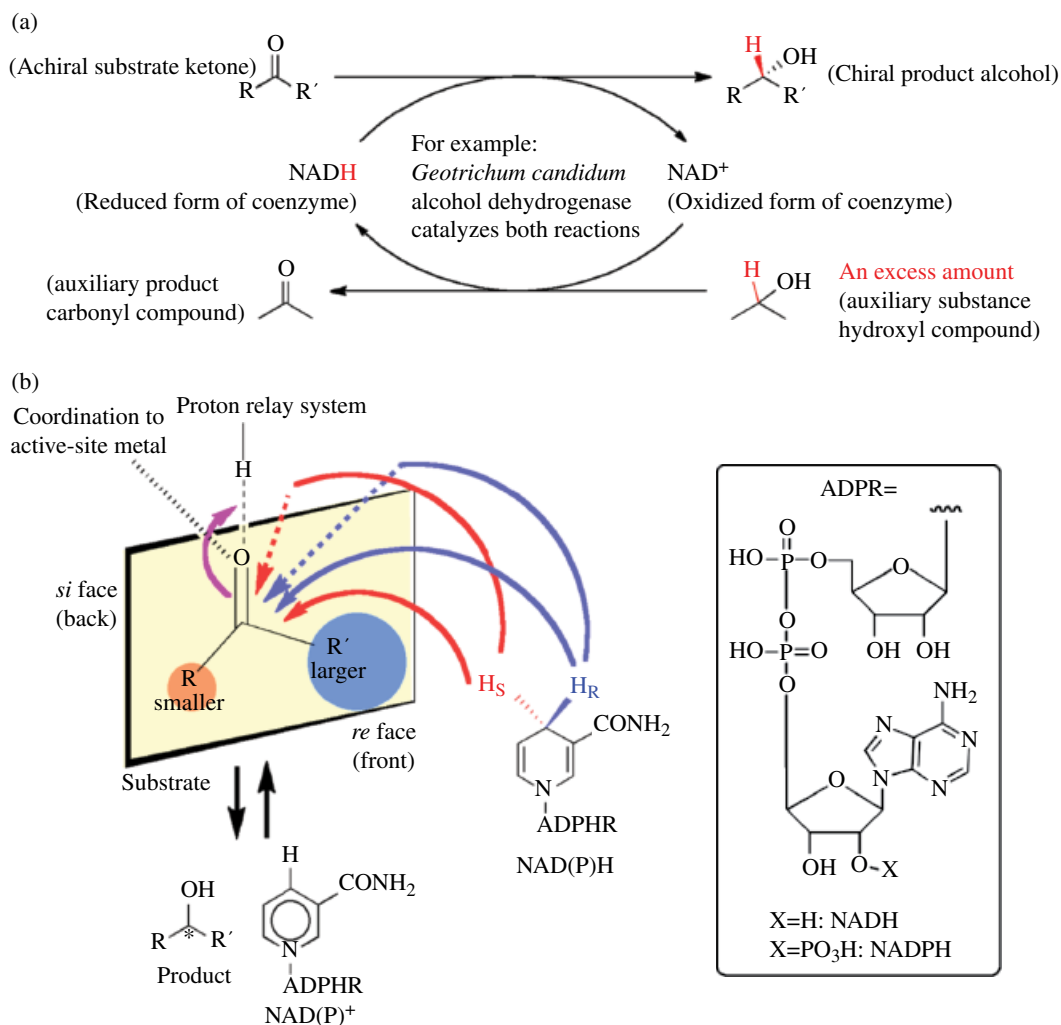 (a)
O
(Achiral substrate ketone)
R R′
H
OH
(Chiral product alcohol)
R R′
For example:
NADH
Geotrichum candidum
NAD⁺
(Reduced form of coenzyme)
alcohol dehydrogenase
(Oxidized form of coenzyme)
catalyzes both reactions
O
(auxiliary product
carbonyl compound)
H
OH
An excess amount
(auxiliary substance
hydroxyl compound)
(b)
Coordination to
active-site metal
Proton relay system
H
O
si face
(back)
R′
larger
R
smaller
re face
(front)
Substrate
H_S
H_R
CONH₂
N
ADPHR
NAD(P)H
OH
R * R′
Product
H
CONH₂
N
ADPHR
NAD(P)⁺
ADPR=
O
HO P O
O
OH OH
O
HO P O
O
NH₂
N N
N N
O
OH O X
X=H: NADH
X=PO₃H: NADPH